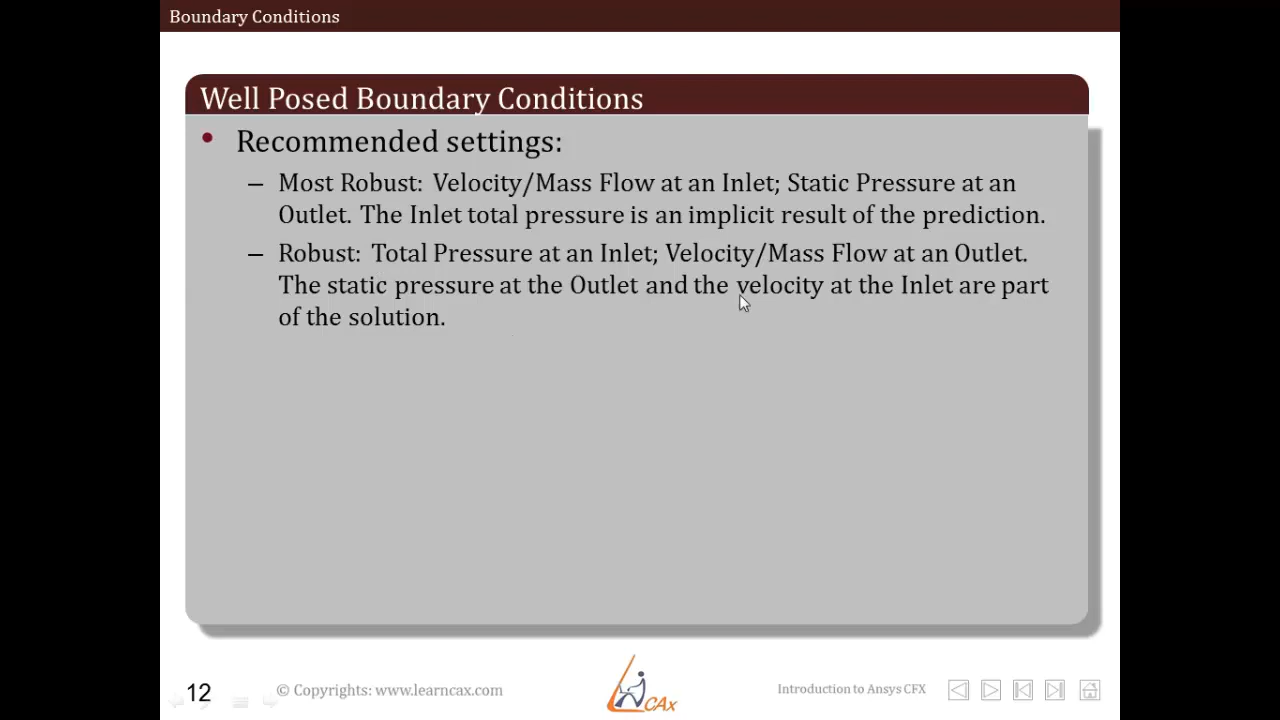 Boundary Conditions
Well Posed Boundary Conditions
• Recommended settings:
– Most Robust: Velocity/Mass Flow at an Inlet; Static Pressure at an
Outlet. The Inlet total pressure is an implicit result of the prediction.
– Robust: Total Pressure at an Inlet; Velocity/Mass Flow at an Outlet.
The static pressure at the Outlet and the velocity at the Inlet are part
of the solution.
12
© Copyrights: www.learncax.com
CAx
Introduction to Ansys CFX